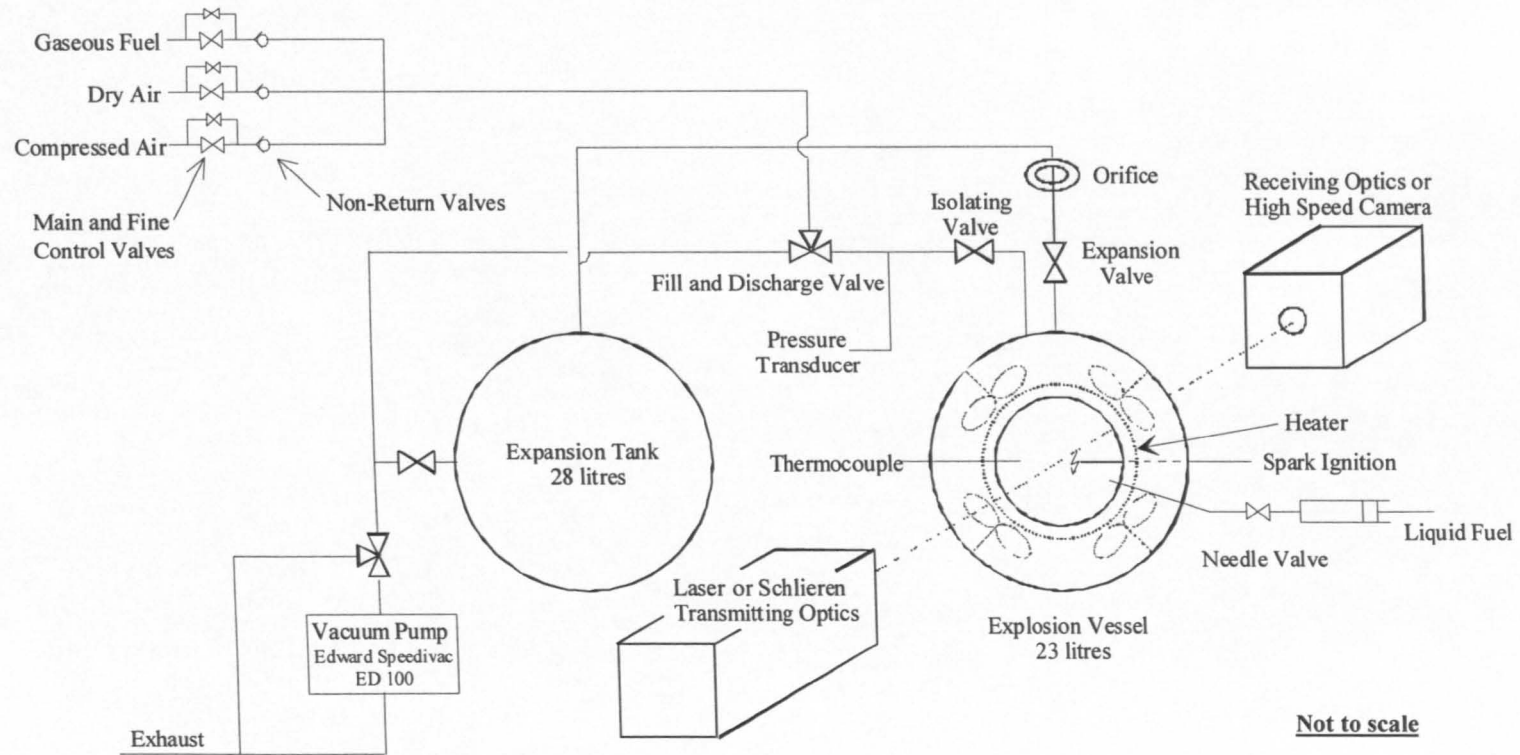 Gaseous Fuel
Dry Air
Compressed Air
Main and Fine
Control Valves
Non-Return Valves
Orifice
Isolating
Valve
Expansion
Valve
Receiving Optics or
High Speed Camera
Fill and Discharge Valve
Pressure
Transducer
Expansion Tank
28 litres
Thermocouple
Heater
Spark Ignition
Liquid Fuel
Needle Valve
Laser or Schlieren
Transmitting Optics
Explosion Vessel
23 litres
Vacuum Pump
Edward Speedivac
ED 100
Exhaust
Not to scale